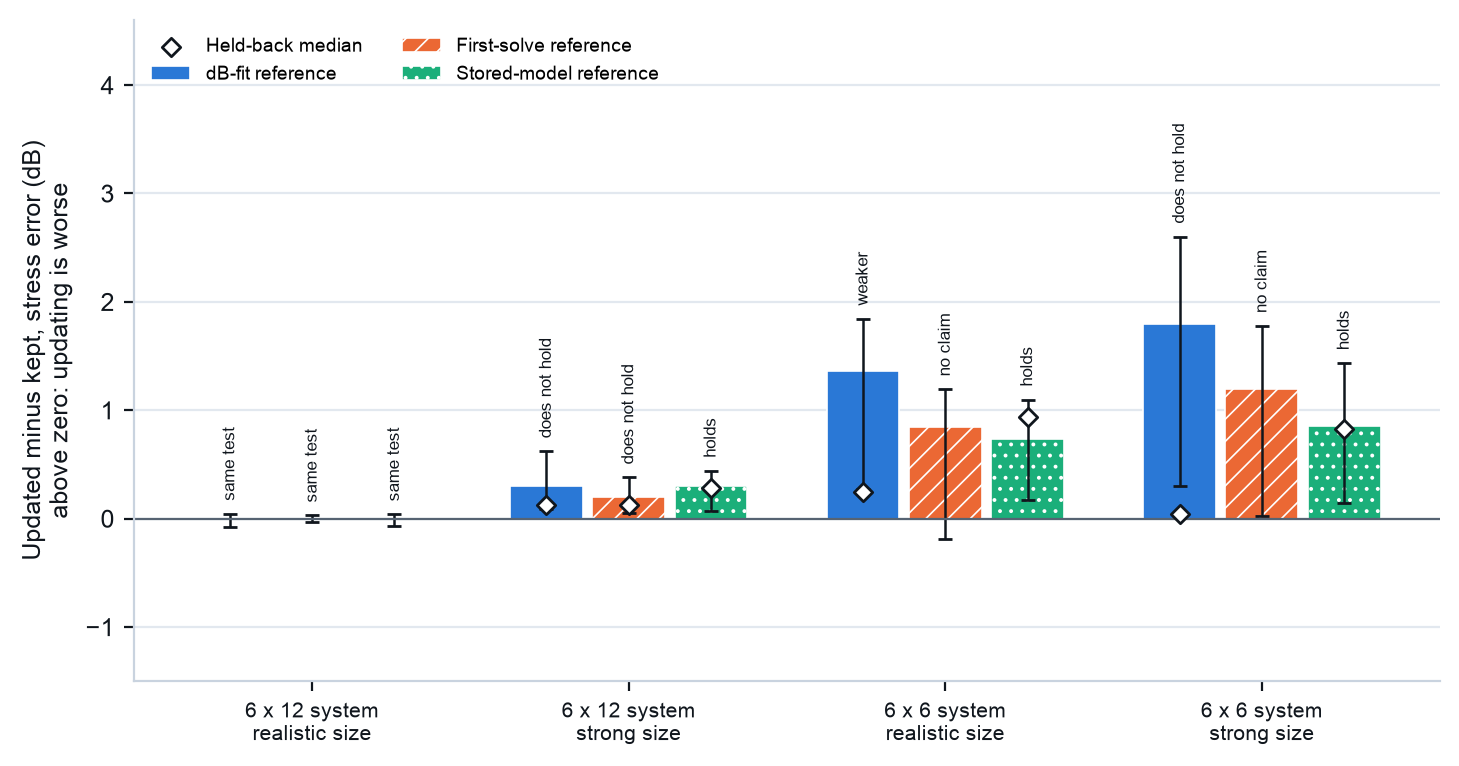 Held-back median
dB-fit reference
First-solve reference
Stored-model reference
Updated minus kept, stress error (dB)
above zero: updating is worse
4
3
2
1
0
−1
same test
same test
same test
does not hold
does not hold
holds
weaker
no claim
holds
does not hold
no claim
holds
6 x 12 system
realistic size
6 x 12 system
strong size
6 x 6 system
realistic size
6 x 6 system
strong size